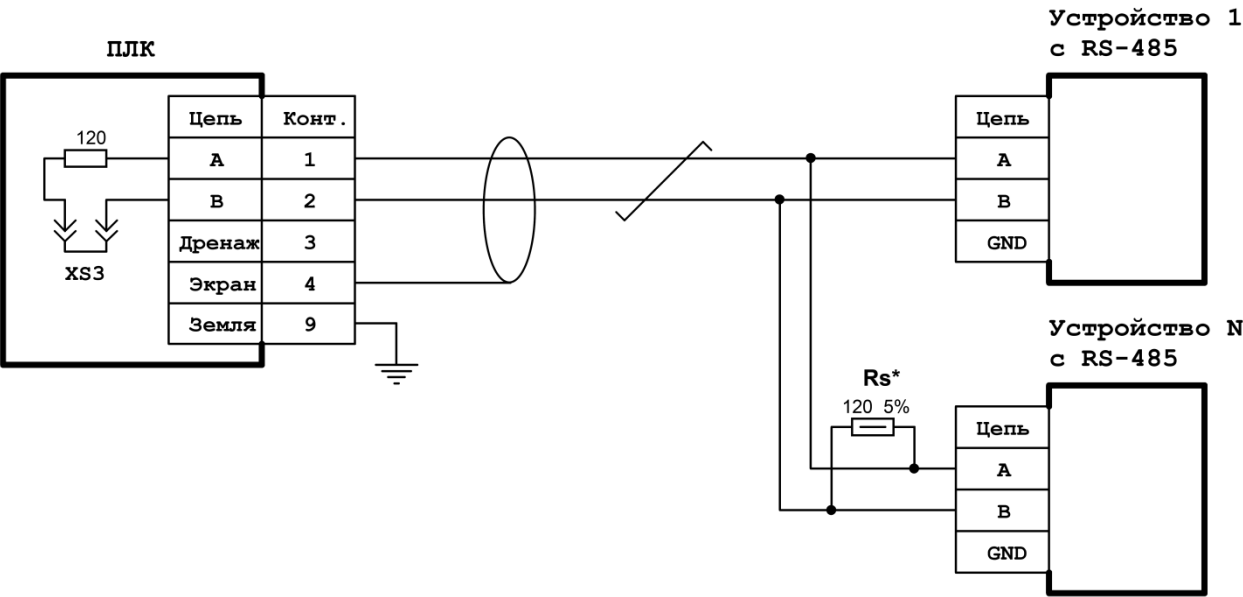 Устройство 1
с RS-485
ПЛК
Цепь Конт.
120
А 1
В 2
Дренаж 3
XS3
Экран 4
Земля 9
Цепь
А
В
GND
Устройство N
с RS-485
Rs*
120 5%
Цепь
А
В
GND